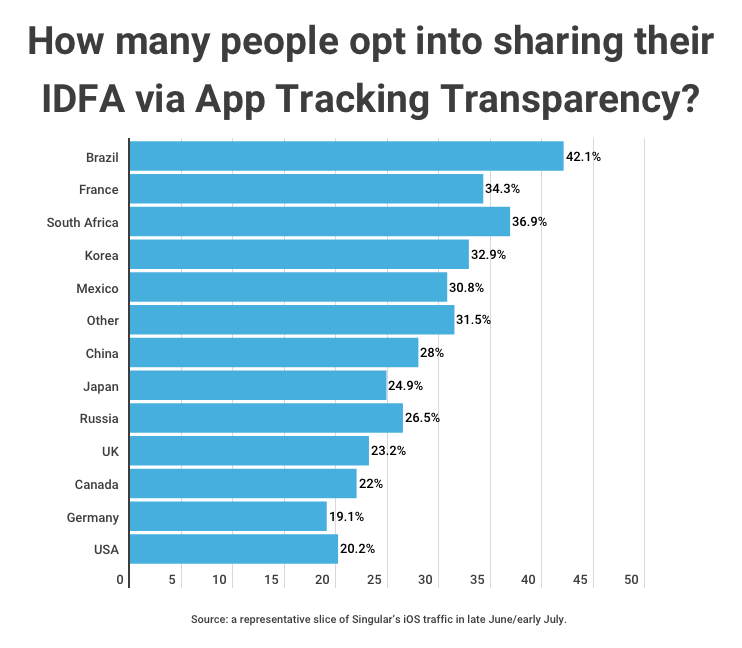 How many people opt into sharing their
IDFA via App Tracking Transparency?
Brazil 42.1%
France 34.3%
South Africa 36.9%
Korea 32.9%
Mexico 30.8%
Other 31.5%
China 28%
Japan 24.9%
Russia 26.5%
UK 23.2%
Canada 22%
Germany 19.1%
USA 20.2%
0 5 10 15 20 25 30 35 40 45 50
Source: a representative slice of Singular's iOS traffic in late June/early July.